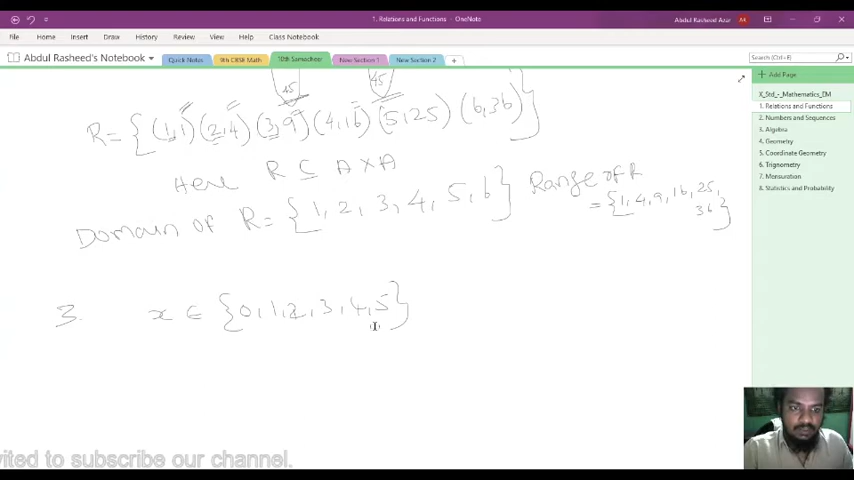 1. Relations and Functions - OneNote
Abdul Rasheed Azar
File Home Insert Draw History Review View Help Class Notebook
Abdul Rasheed's Notebook
Quick Notes
9th CBSE Math
10th Samacheer
New Section 1
New Section 2
+
Search (Ctrl+E)
+ Add Page
X_Std_-_Mathematics_EM
1. Relations and Functions
2. Numbers and Sequences
3. Algebra
4. Geometry
5. Coordinate Geometry
6. Trigonometry
7. Mensuration
8. Statistics and Probability
45 45
R = {(1,1) (2,4) (3,9) (4,16) (5,25) (6,36)}
Here R ⊆ A×A
Domain of R = {1, 2, 3, 4, 5, 6}
Range of R
= {1, 4, 9, 16, 25,
36}
3. x ∈ {0,1,2,3,4,5}
vited to subscribe our channel.